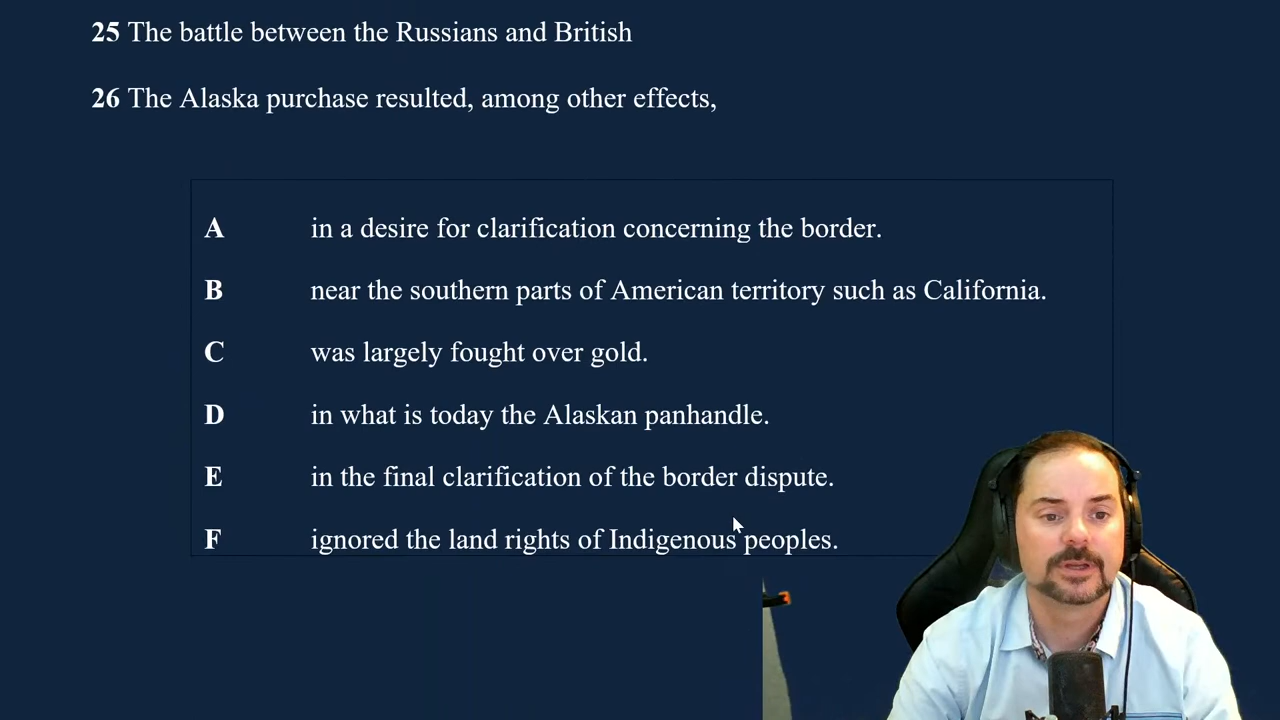 25 The battle between the Russians and British
26 The Alaska purchase resulted, among other effects,
A in a desire for clarification concerning the border.
B near the southern parts of American territory such as California.
C was largely fought over gold.
D in what is today the Alaskan panhandle.
E in the final clarification of the border dispute.
F ignored the land rights of Indigenous peoples.